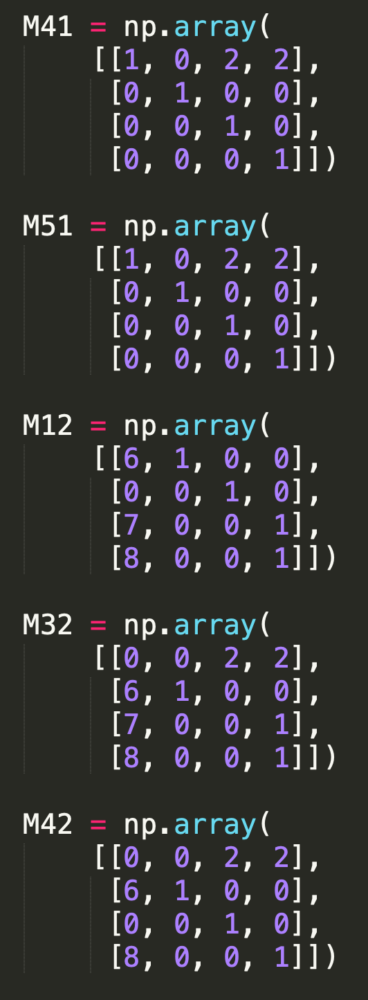 M41 = np.array(
[[1, 0, 2, 2],
[0, 1, 0, 0],
[0, 0, 1, 0],
[0, 0, 0, 1]])
M51 = np.array(
[[1, 0, 2, 2],
[0, 1, 0, 0],
[0, 0, 1, 0],
[0, 0, 0, 1]])
M12 = np.array(
[[6, 1, 0, 0],
[0, 0, 1, 0],
[7, 0, 0, 1],
[8, 0, 0, 1]])
M32 = np.array(
[[0, 0, 2, 2],
[6, 1, 0, 0],
[7, 0, 0, 1],
[8, 0, 0, 1]])
M42 = np.array(
[[0, 0, 2, 2],
[6, 1, 0, 0],
[0, 0, 1, 0],
[8, 0, 0, 1]])